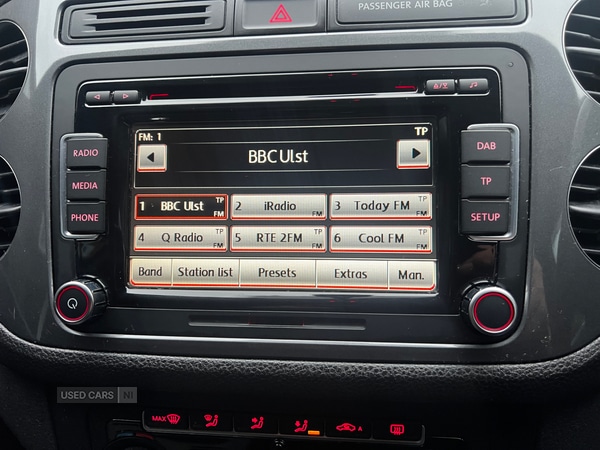 PASSENGER AIR BAG
FM: 1 TP
BBC Ulst
RADIO
MEDIA
PHONE
DAB
TP
SETUP
1 BBC Ulst TP FM
2 iRadio TP FM
3 Today FM TP FM
4 Q Radio TP FM
5 RTE 2FM FM
6 Cool FM TP FM
Band Station list Presets Extras Man.
USED CARS NI
MAX